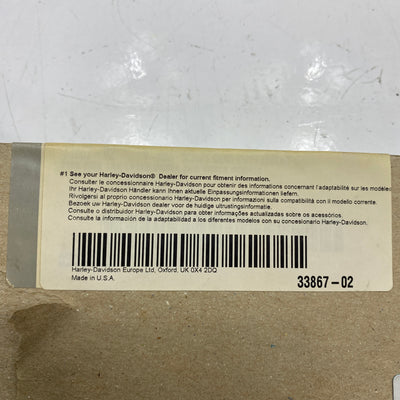 #1 See your Harley-Davidson® Dealer for current fitment information.
Consulter le concessionnaire Harley-Davidson pour obtenir des informations concernant l'adaptabilité sur les modèles
Ihr Harley-Davidson Händler kann Ihnen aktuelle Einpassungsinformationen liefern.
Rivolgersi al proprio concessionario Harley-Davidson per informazioni sulla compatibilità con il modello corrente.
Bezoek uw Harley-Davidson dealer voor de huidige uitrustingsinformatie.
Consulte o distribuidor Harley-Davidson para obter informações actualizadas sobre os acessórios.
Consulte la información de la adaptabilidad a los diferentes modelos con su concesionario Harley-Davidson.
Harley-Davidson Europe Ltd, Oxford, UK 0X4 2DQ
Made in U.S.A.
33867-02